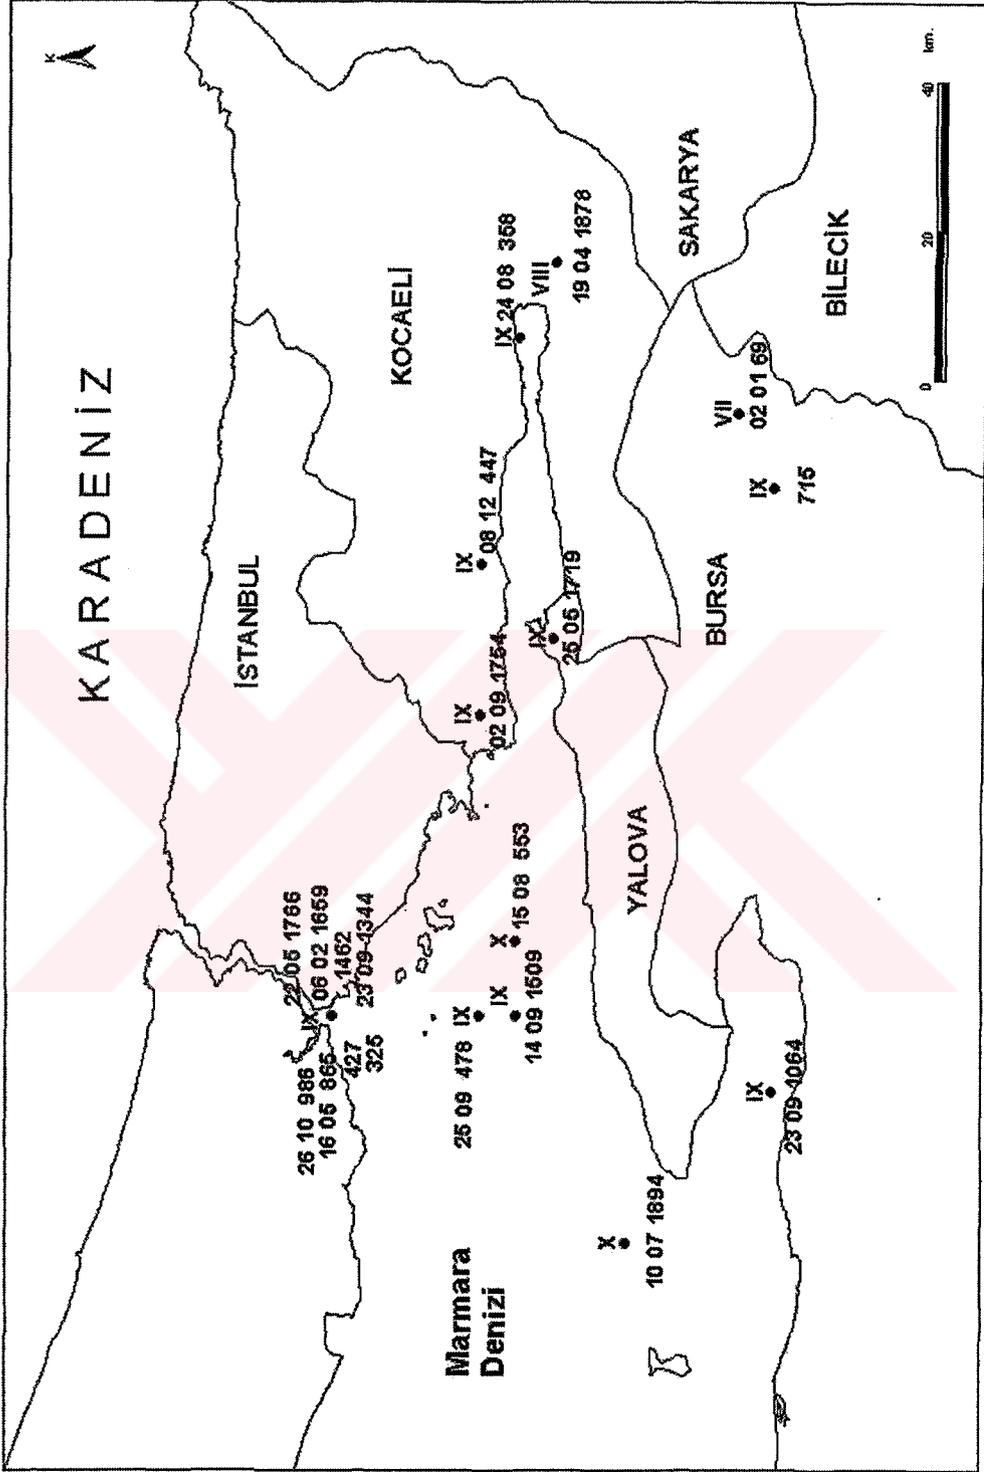 K
KARADENİZ
İSTANBUL
KOCAELİ
SAKARYA
BİLECİK
BURSA
YALOVA
Marmara
Denizi
22 05 1766
06 02 1659
1462
23 09 1344
IX
26 10 986
16 05 865
427
325
IX
25 09 478
IX
14 09 1509
X
15 08 553
IX
02 09 1754
IX
08 12 447
IX 24 08 358
VIII
19 04 1878
IX
25 05 1719
VII
02 01 69
IX
715
IX
23 09 1064
X
10 07 1894
0 20 40 km.